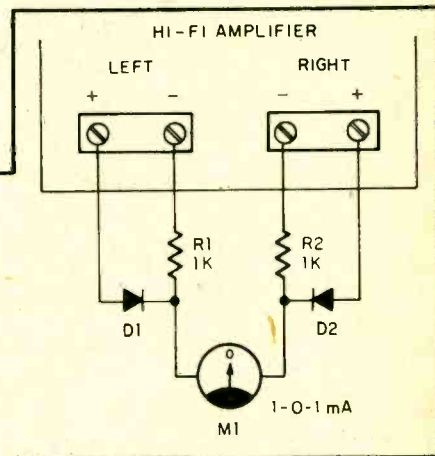 HI-FI AMPLIFIER
LEFT RIGHT
+ - - +
R1 R2
1K 1K
D1 D2
0
1-0-1 mA
M1